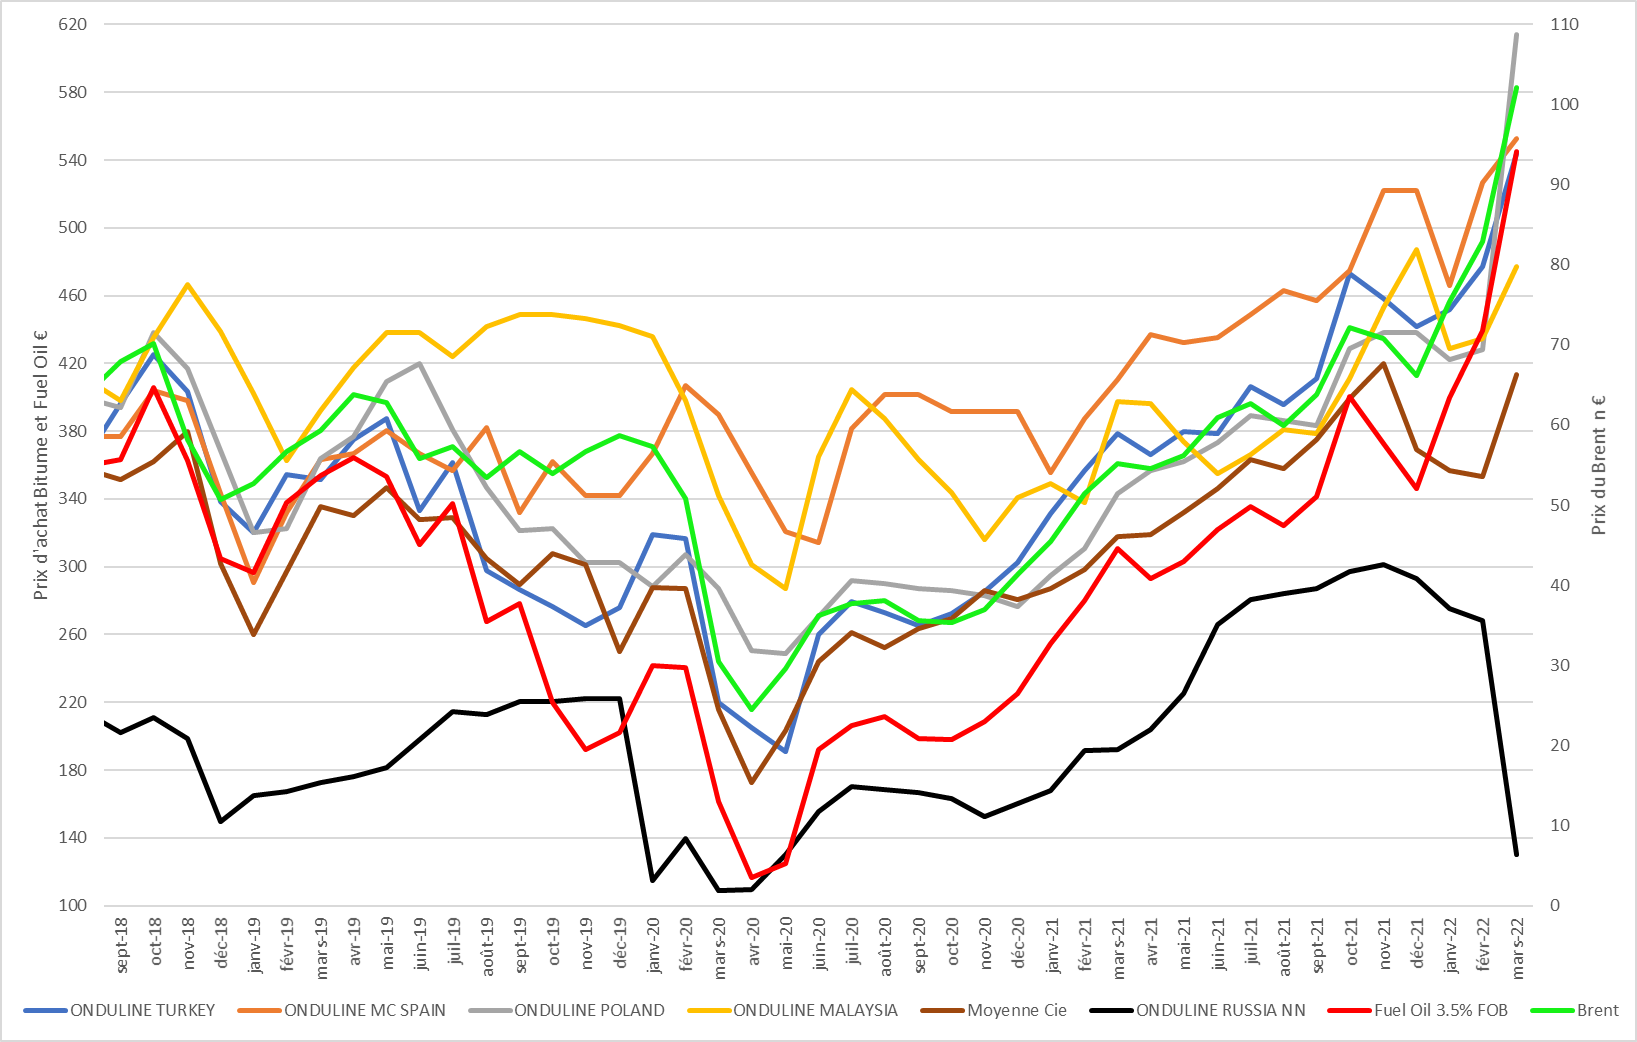 620
580
540
500
460
420
380
340
300
260
220
180
140
100
Prix d'achat Bitume et Fuel Oil €
110
100
90
80
70
60
50
40
30
20
10
0
Prix du Brent n €
sept-18
oct-18
nov-18
déc-18
janv-19
févr-19
mars-19
avr-19
mai-19
juin-19
juil-19
août-19
sept-19
oct-19
nov-19
déc-19
janv-20
févr-20
mars-20
avr-20
mai-20
juin-20
juil-20
août-20
sept-20
oct-20
nov-20
déc-20
janv-21
févr-21
mars-21
avr-21
mai-21
juin-21
juil-21
août-21
sept-21
oct-21
nov-21
déc-21
janv-22
févr-22
mars-22
ONDULINE TURKEY ONDULINE MC SPAIN ONDULINE POLAND ONDULINE MALAYSIA Moyenne Cie ONDULINE RUSSIA NN Fuel Oil 3.5% FOB Brent